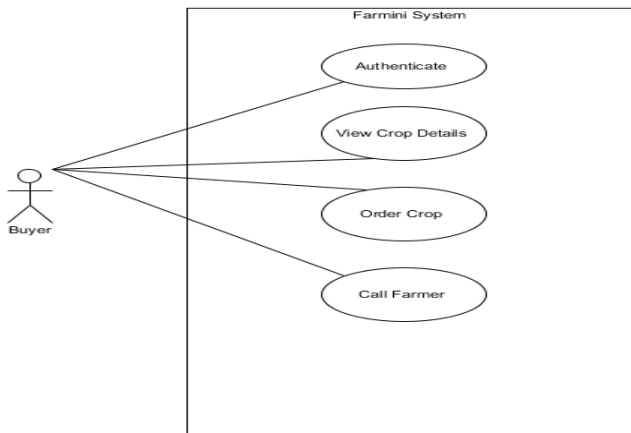 Farmini System
Authenticate
View Crop Details
Buyer
Order Crop
Call Farmer